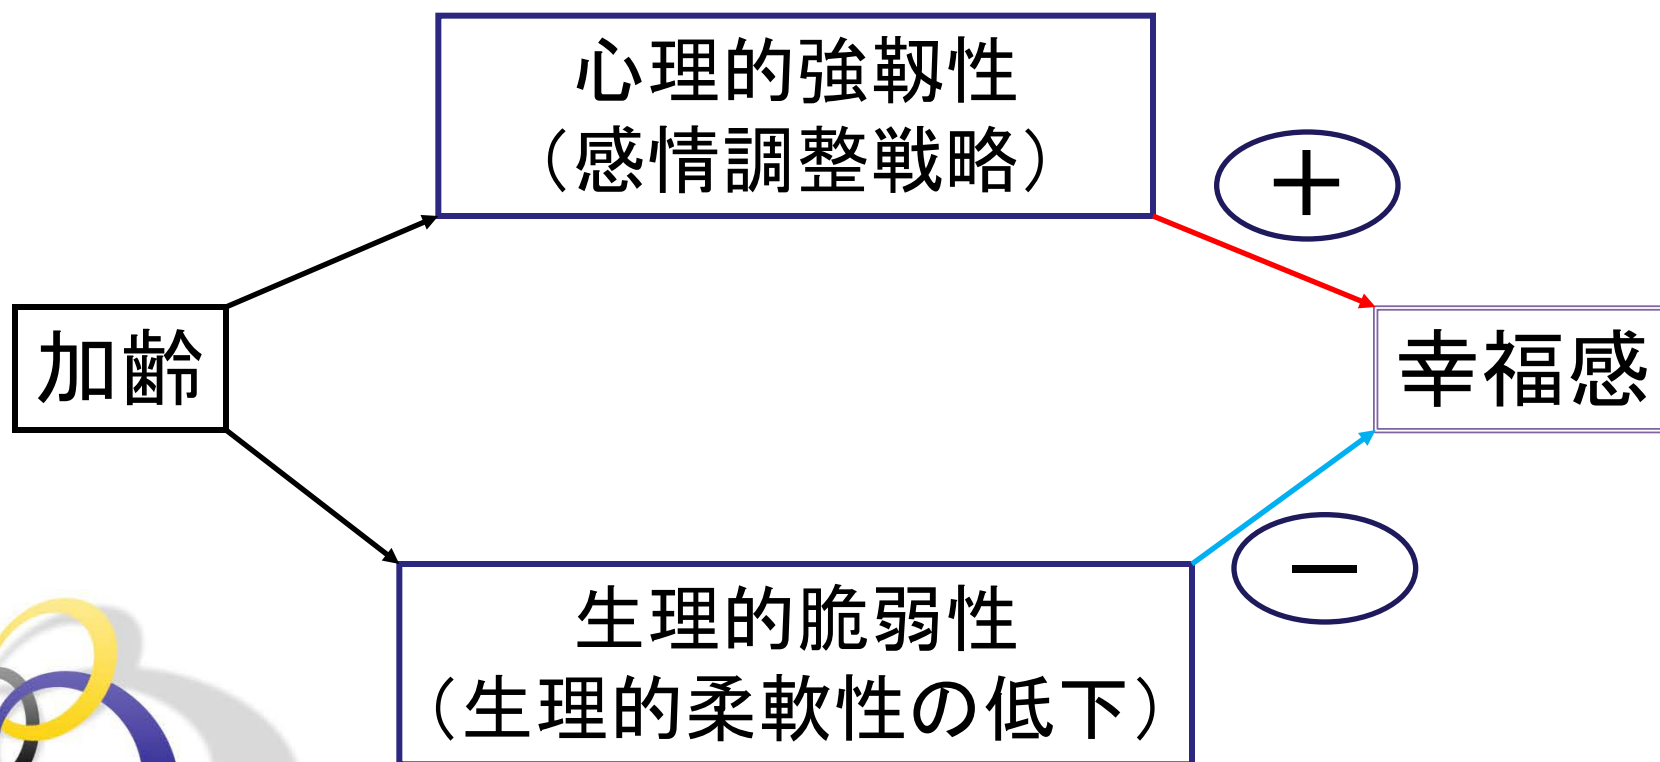 心理的強靱性
（感情調整戦略）
＋
加齢
幸福感
－
生理的脆弱性
（生理的柔軟性の低下）